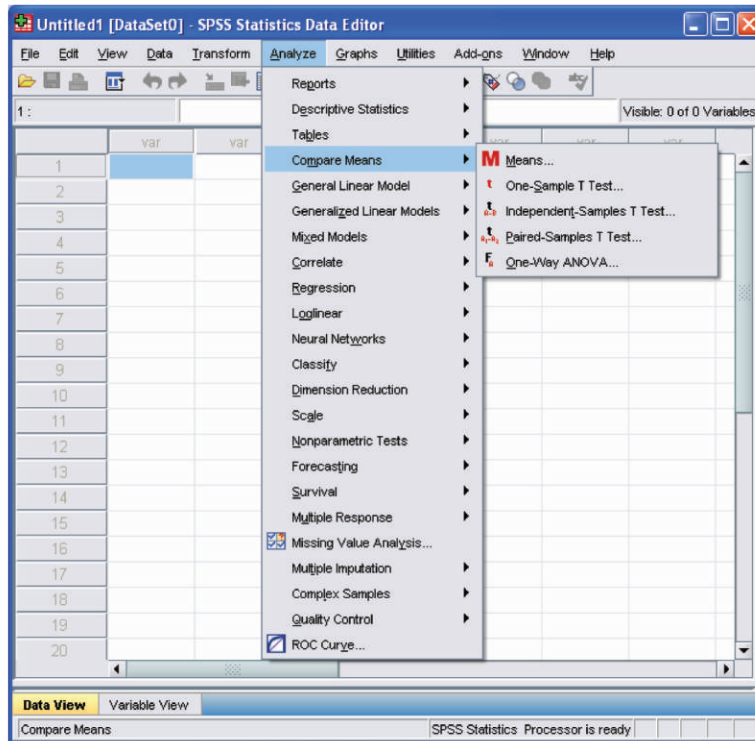 Untitled1 [DataSet0] - SPSS Statistics Data Editor
File Edit View Data Transform Analyze Graphs Utilities Add-ons Window Help
1 :
Visible: 0 of 0 Variables
var var var var var
1
2
3
4
5
6
7
8
9
10
11
12
13
14
15
16
17
18
19
20
Reports
Descriptive Statistics
Tables
Compare Means
General Linear Model
Generalized Linear Models
Mixed Models
Correlate
Regression
Loglinear
Neural Networks
Classify
Dimension Reduction
Scale
Nonparametric Tests
Forecasting
Survival
Multiple Response
Missing Value Analysis...
Multiple Imputation
Complex Samples
Quality Control
ROC Curve...
M Means...
t One-Sample T Test...
Independent-Samples T Test...
Paired-Samples T Test...
One-Way ANOVA...
Data View Variable View
Compare Means
SPSS Statistics Processor is ready